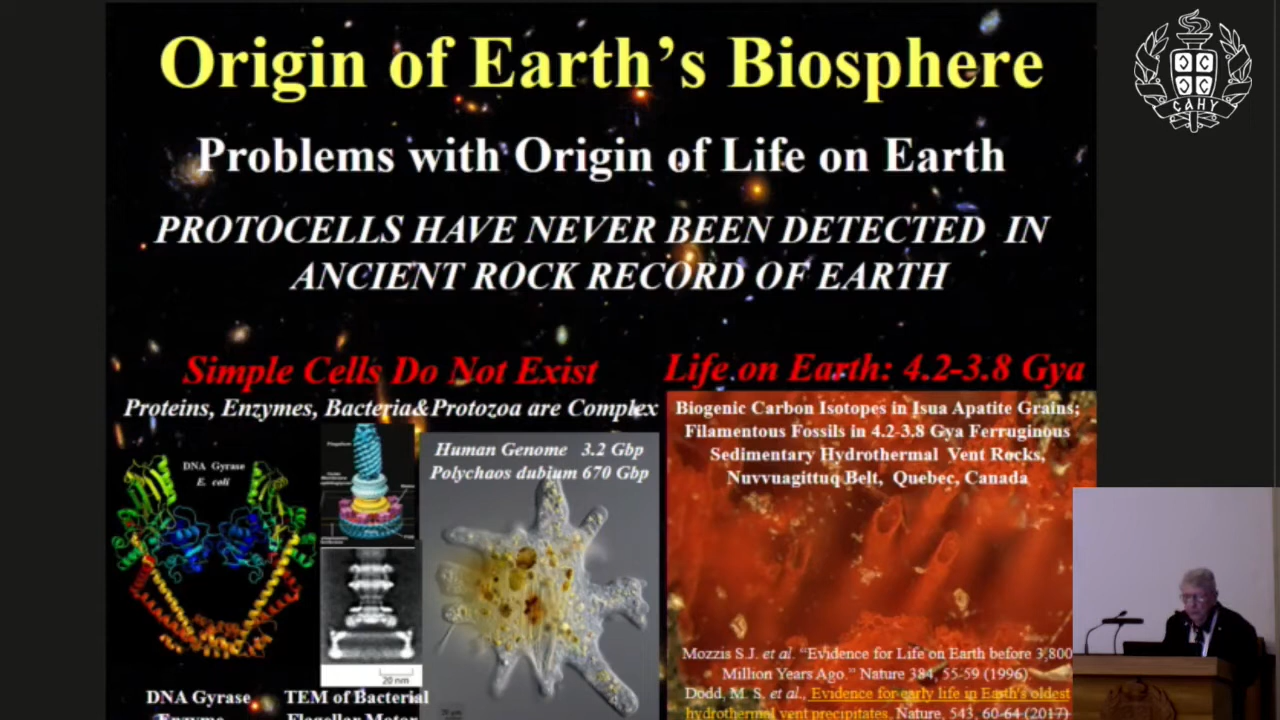 Origin of Earth's Biosphere
Problems with Origin of Life on Earth
PROTOCELLS HAVE NEVER BEEN DETECTED IN
ANCIENT ROCK RECORD OF EARTH
Simple Cells Do Not Exist
Proteins, Enzymes, Bacteria&Protozoa are Complex
DNA Gyrase
E. coli
Human Genome 3.2 Gbp
Polychaos dubium 670 Gbp
20 nm
DNA Gyrase
Enzyme
TEM of Bacterial
Flagellar Motor
Life on Earth: 4.2-3.8 Gya
Biogenic Carbon Isotopes in Isua Apatite Grains;
Filamentous Fossils in 4.2-3.8 Gya Ferruginous
Sedimentary Hydrothermal Vent Rocks,
Nuvvuagittuq Belt, Quebec, Canada
Mozzis S.J. et al. “Evidence for Life on Earth before 3,800
Million Years Ago.” Nature 384, 55-59 (1996).
Dodd, M. S. et al., Evidence for early life in Earth's oldest
hydrothermal vent precipitates, Nature, 543, 60-64 (2017)
САНУ